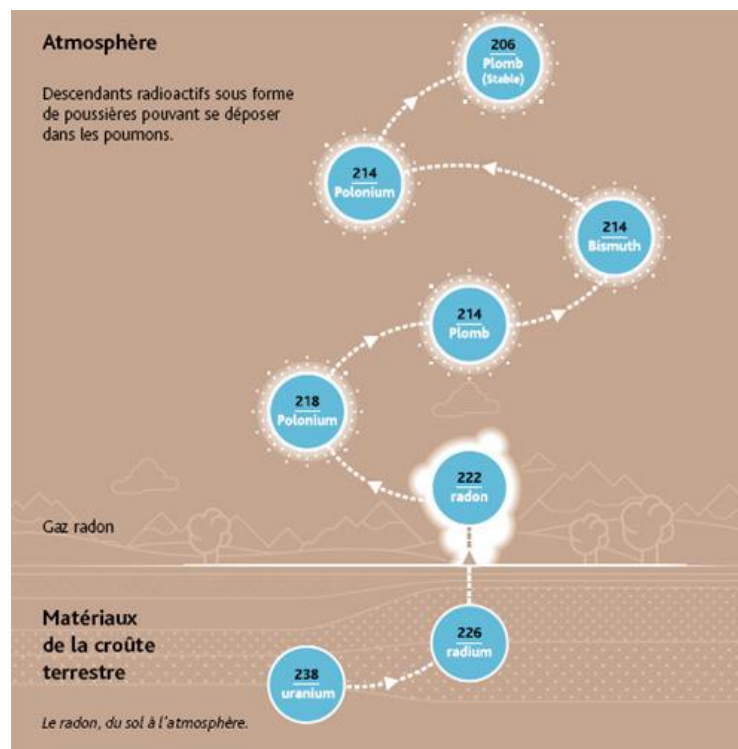 Atmosphère
Descendants radioactifs sous forme
de poussières pouvant se déposer
dans les poumons.
206
Plomb
(Stable)
214
Polonium
214
Bismuth
214
Plomb
218
Polonium
222
radon
Gaz radon
Matériaux
de la croûte
terrestre
226
radium
238
uranium
Le radon, du sol à l'atmosphère.